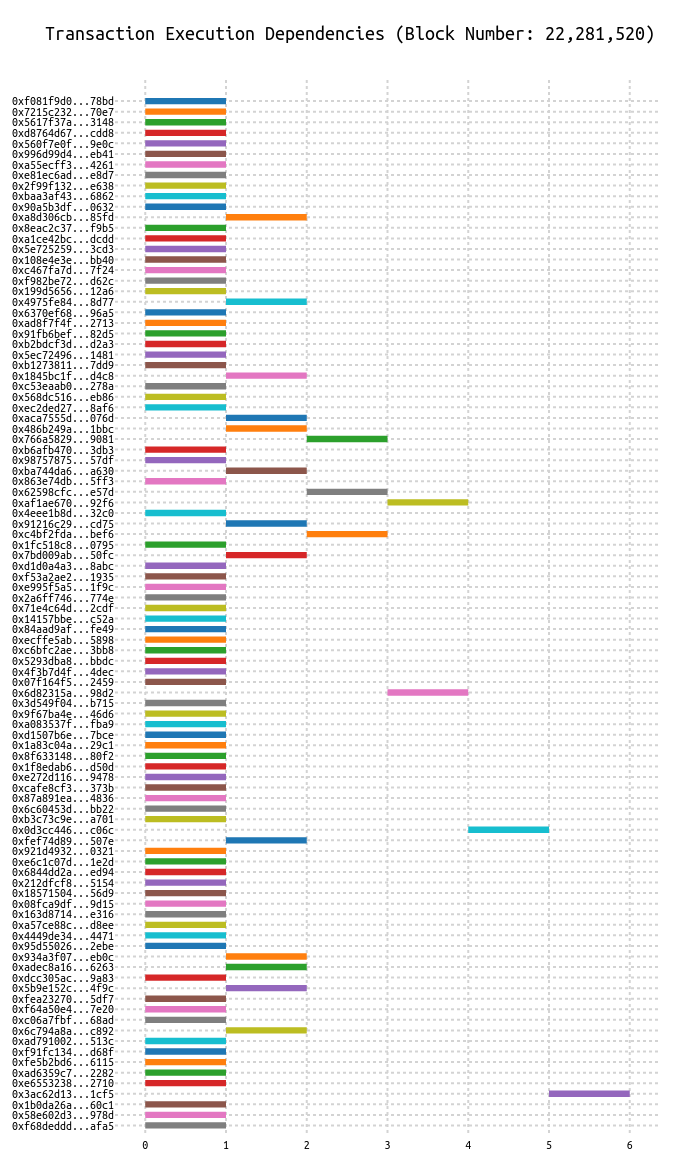 Transaction Execution Dependencies (Block Number: 22,281,520)
0xf081f9d0...78bd
0x7215c232...70e7
0x5617f37a...3148
0xd8764d67...cdd8
0x560f7e0f...9e0c
0x996d99d4...eb41
0xa55ecff3...4261
0xe81ec6ad...e8d7
0x2f99f132...e638
0xbaa3af43...6862
0x90a5b3df...0632
0xa8d306cb...85fd
0x8eac2c37...f9b5
0xa1ce42bc...dcdd
0x5e725259...3cd3
0x108e4e3e...bb40
0xc467fa7d...7f24
0xf982be72...d62c
0x199d5656...12a6
0x4975fe84...8d77
0x6370ef68...96a5
0xad8f7f4f...2713
0x91fb6bef...82d5
0xb2bdcf3d...d2a3
0x5ec72496...1481
0xb1273811...7dd9
0x1845bc1f...d4c8
0xc53eaab0...278a
0x568dc516...eb86
0xec2ded27...8af6
0xaca7555d...076d
0x486b249a...1bbc
0x766a5829...9081
0xb6afb470...3db3
0x98757875...57df
0xba744da6...a630
0x863e74db...5ff3
0x62598cfc...e57d
0xaf1ae670...92f6
0x4eee1b8d...32c0
0x91216c29...cd75
0xc4bf2fda...bef6
0x1fc518c8...0795
0x7bd009ab...50fc
0xd1d0a4a3...8abc
0xf53a2ae2...1935
0xe995f5a5...1f9c
0x2a6ff746...774e
0x71e4c64d...2cdf
0x14157bbe...c52a
0x84aad9af...fe49
0xecffe5ab...5898
0xc6bfc2ae...3bb8
0x5293dba8...bbdc
0x4f3b7d4f...4dec
0x07f164f5...2459
0x6d82315a...98d2
0x3d549f04...b715
0x9f67ba4e...46d6
0xa083537f...fba9
0xd1507b6e...7bce
0x1a83c04a...29c1
0x8f633148...80f2
0x1f8edab6...d50d
0xe272d116...9478
0xcafe8cf3...373b
0x87a891ea...4836
0x6c60453d...bb22
0xb3c73c9e...a701
0x0d3cc446...c06c
0xfef74d89...507e
0x921d4932...0321
0xe6c1c07d...1e2d
0x6844dd2a...ed94
0x212dfcf8...5154
0x18571504...56d9
0x08fca9df...9d15
0x163d8714...e316
0xa57ce88c...d8ee
0x4449de34...4471
0x95d55026...2ebe
0x934a3f07...eb0c
0xadec8a16...6263
0xdcc305ac...9a83
0x5b9e152c...4f9c
0xfea23270...5df7
0xf64a50e4...7e20
0xc06a7fbf...68ad
0x6c794a8a...c892
0xad791002...513c
0xf91fc134...d68f
0xfe5b2bd6...6115
0xad6359c7...2282
0xe6553238...2710
0x3ac62d13...1cf5
0x1b0da26a...60c1
0x58e602d3...978d
0xf68deddd...afa5
0 1 2 3 4 5 6